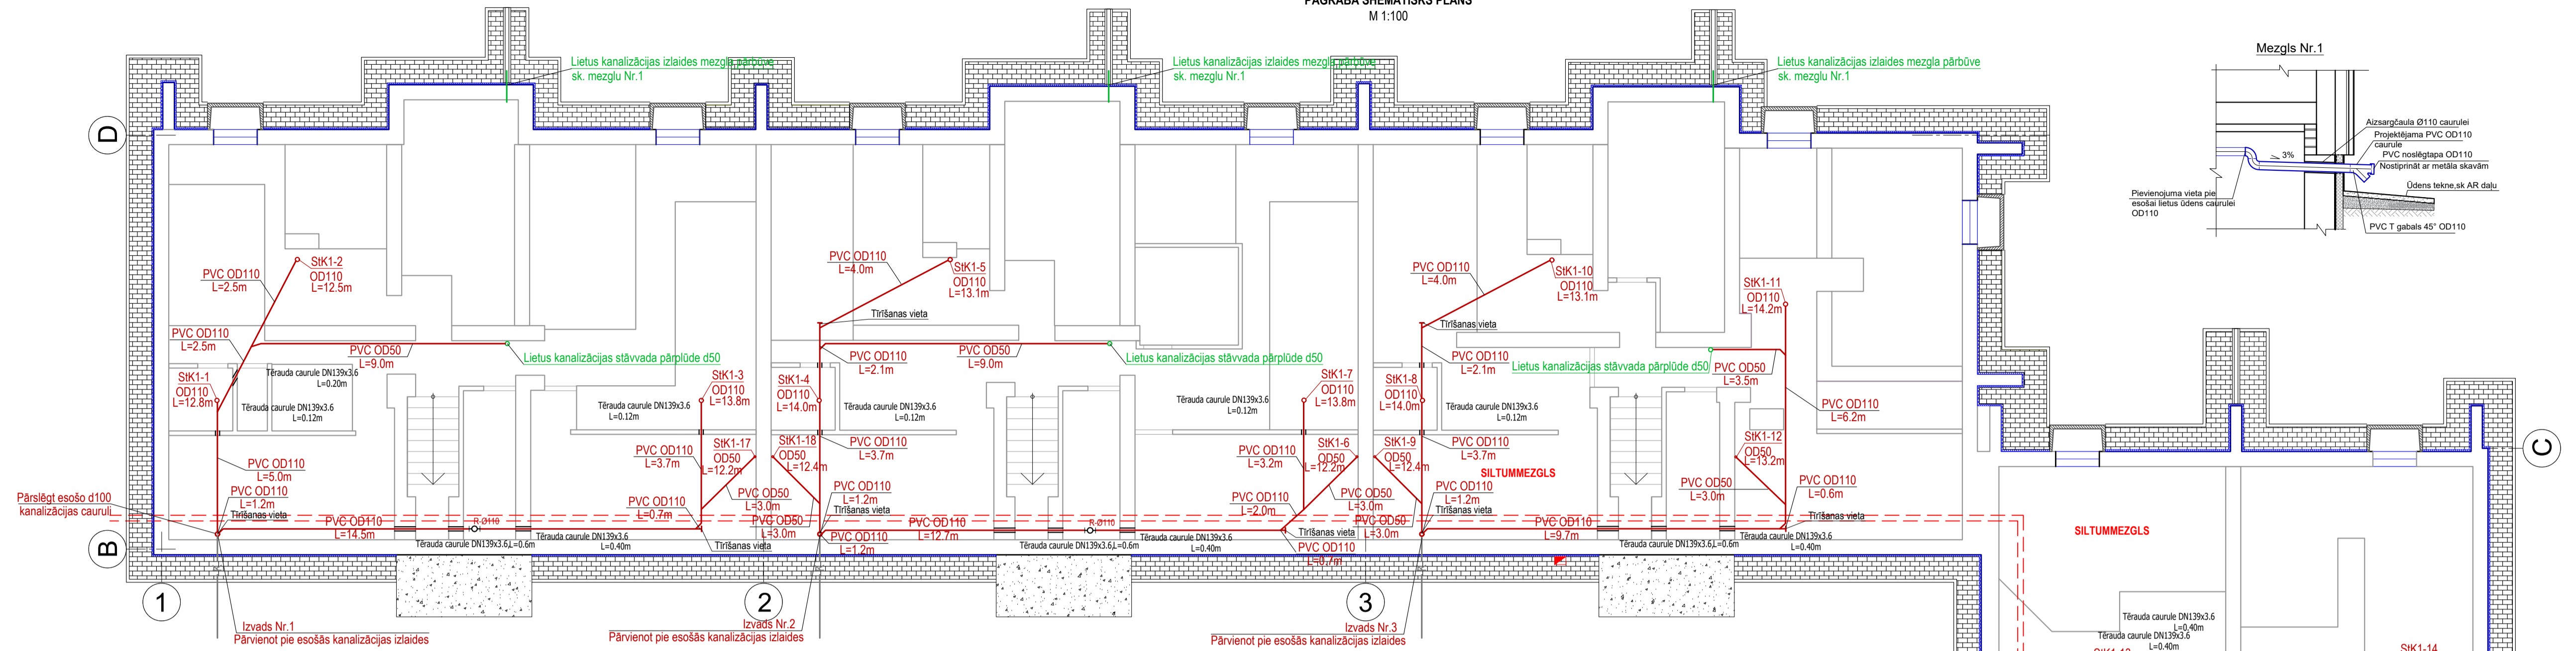 PAGRABA SHEMATISKS PLĀNS
M 1:100
Lietus kanalizācijas izlaides mezgla pārbūve
sk. mezglu Nr.1
Lietus kanalizācijas izlaides mezgla pārbūve
sk. mezglu Nr.1
Lietus kanalizācijas izlaides mezgla pārbūve
sk. mezglu Nr.1
Mezgls Nr.1
Aizsargčaula Ø110 caurulei
Projektējama PVC OD110
caurule
PVC noslēgtapa OD110
Nostiprināt ar metāla skavām
3%
Ūdens tekne,sk AR daļu
Pievienojuma vieta pie
esošai lietus ūdens caurulei
OD110
PVC T gabals 45° OD110
D
B
C
1
2
3
PVC OD110
L=2.5m
StK1-2
OD110
L=12.5m
PVC OD110
L=2.5m
PVC OD50
L=9.0m
Lietus kanalizācijas stāvvada pārplūde d50
StK1-1
OD110
L=12.8m
Tērauda caurule DN139x3.6
L=0.20m
Tērauda caurule DN139x3.6
L=0.12m
PVC OD110
L=5.0m
PVC OD110
L=1.2m
Tīrīšanas vieta
Pārslēgt esošo d100
kanalizācijas cauruli
PVC OD110
L=14.5m
R-Ø110
Tērauda caurule DN139x3.6,L=0.6m
Tērauda caurule DN139x3.6
L=0.40m
Tērauda caurule DN139x3.6
L=0.12m
StK1-3
OD110
L=13.8m
PVC OD110
L=3.7m
StK1-17
OD50
L=12.2m
PVC OD50
L=3.0m
PVC OD110
L=0.7m
Tīrīšanas vieta
Izvads Nr.1
Pārvienot pie esošās kanalizācijas izlaides
PVC OD110
L=4.0m
StK1-5
OD110
L=13.1m
Tīrīšanas vieta
PVC OD110
L=2.1m
PVC OD50
L=9.0m
Lietus kanalizācijas stāvvada pārplūde d50
StK1-4
OD110
L=14.0m
Tērauda caurule DN139x3.6
L=0.12m
StK1-18
OD50
L=12.4m
PVC OD110
L=3.7m
PVC OD110
L=1.2m
Tīrīšanas vieta
PVC OD50
L=3.0m
PVC OD110
L=1.2m
PVC OD110
L=12.7m
R-Ø110
Tērauda caurule DN139x3.6,L=0.6m
Tērauda caurule DN139x3.6
L=0.40m
Tērauda caurule DN139x3.6
L=0.12m
StK1-7
OD110
L=13.8m
PVC OD110
L=3.2m
StK1-6
OD50
L=12.2m
PVC OD50
L=3.0m
PVC OD110
L=2.0m
Tīrīšanas vieta
PVC OD110
L=0.7m
Izvads Nr.2
Pārvienot pie esošās kanalizācijas izlaides
PVC OD110
L=4.0m
StK1-10
OD110
L=13.1m
Tīrīšanas vieta
PVC OD110
L=2.1m
Lietus kanalizācijas stāvvada pārplūde d50
StK1-8
OD110
L=14.0m
Tērauda caurule DN139x3.6
L=0.12m
StK1-9
OD50
L=12.4m
PVC OD110
L=3.7m
SILTUMMEZGLS
PVC OD110
L=1.2m
Tīrīšanas vieta
PVC OD50
L=3.0m
PVC OD110
L=9.7m
Tērauda caurule DN139x3.6,L=0.6m
Tērauda caurule DN139x3.6
L=0.40m
StK1-11
OD110
L=14.2m
PVC OD50
L=3.5m
PVC OD110
L=6.2m
StK1-12
OD50
L=13.2m
PVC OD50
L=3.0m
PVC OD110
L=0.6m
Tīrīšanas vieta
Izvads Nr.3
Pārvienot pie esošās kanalizācijas izlaides
SILTUMMEZGLS
Tērauda caurule DN139x3.6
L=0.40m
Tērauda caurule DN139x3.6
L=0.40m
StK1-14